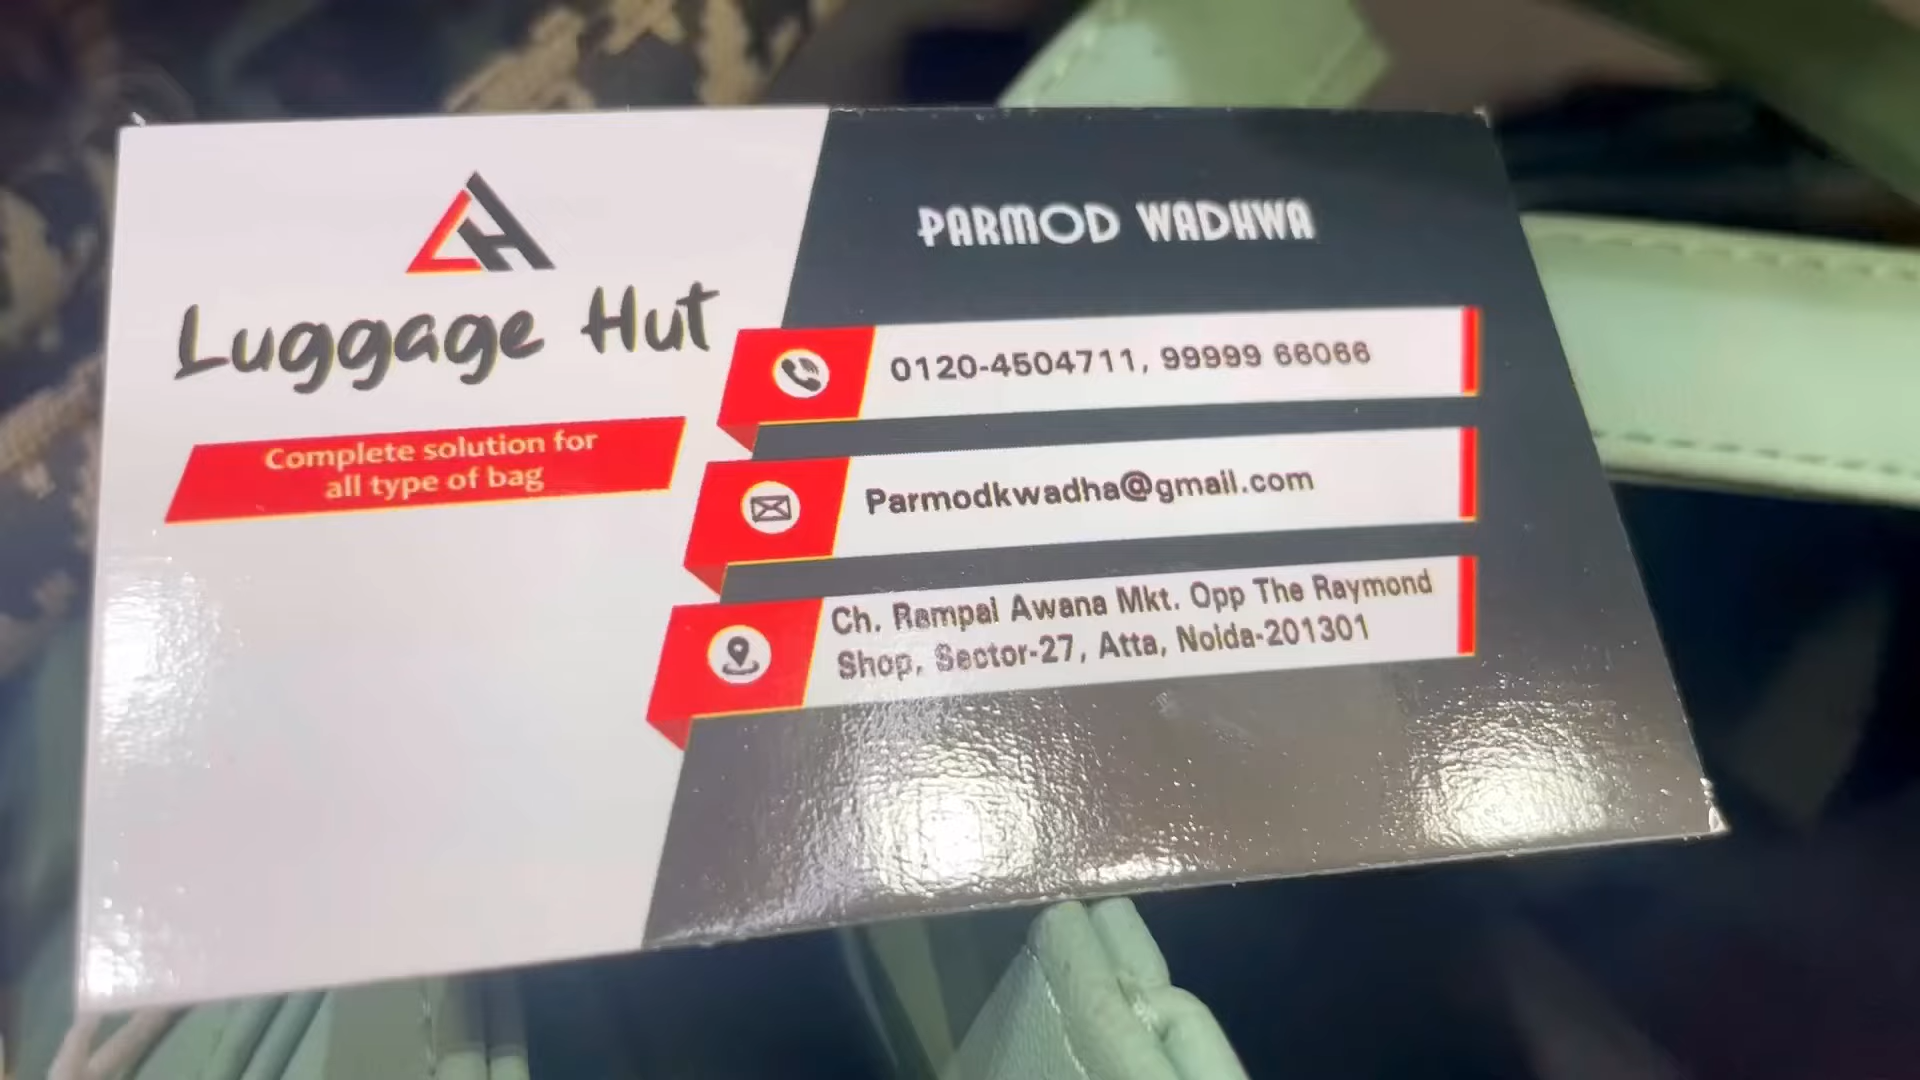 LH
Luggage Hut
Complete solution for
all type of bag
PARMOD WADHWA
0120-4504711, 99999 66066
Parmodkwadha@gmail.com
Ch. Rampal Awana Mkt. Opp The Raymond
Shop, Sector-27, Atta, Noida-201301